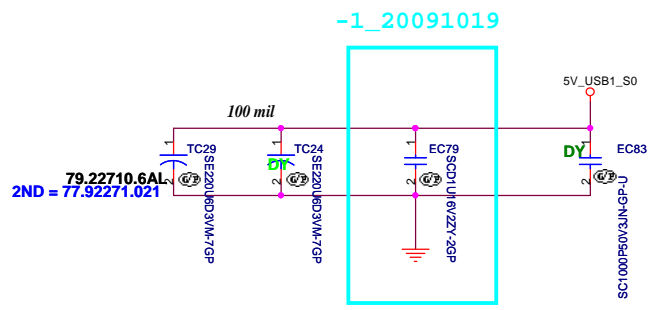 -1_20091019
5V_USB1_S0
100 mil
1
TC29
SE220U6D3VM-7GP
2
G/P
79.22710.6AL
2ND = 77.92271.021
1
TC24
DY
SE220U6D3VM-7GP
2
G/P
1
EC79
SCD1U16V2ZY-2GP
2
G/P
DY
1
EC83
SC1000P50V3JN-GP-U
2
G/P